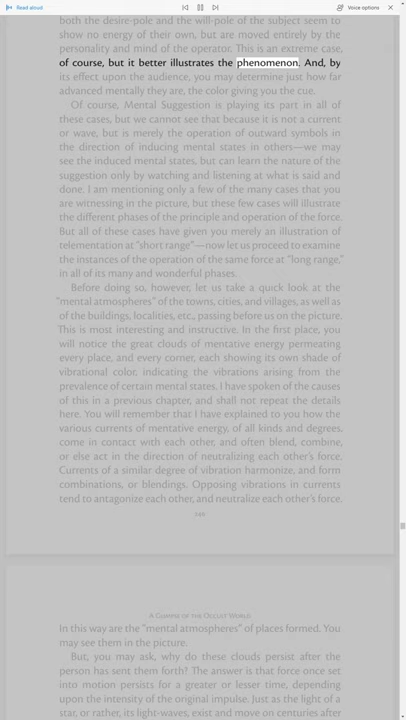 Read aloud
Voice options
both the desire-pole and the will-pole of the subject seem to
show no energy of their own, but are moved entirely by the
personality and mind of the operator. This is an extreme case,
of course, but it better illustrates the phenomenon. And, by
its effect upon the audience, you may determine just how far
advanced mentally they are, the color giving you the cue.
Of course, Mental Suggestion is playing its part in all of
these cases, but we cannot see that because it is not a current
or wave, but is merely the operation of outward symbols in
the direction of inducing mental states in others—we may
see the induced mental states, but can learn the nature of the
suggestion only by watching and listening at what is said and
done. I am mentioning only a few of the many cases that you
are witnessing in the picture, but these few cases will illustrate
the different phases of the principle and operation of the force.
But all of these cases have given you merely an illustration of
telementation at "short range"—now let us proceed to examine
the instances of the operation of the same force at "long range,"
in all of its many and wonderful phases.
Before doing so, however, let us take a quick look at the
"mental atmospheres" of the towns, cities, and villages, as well as
of the buildings, localities, etc., passing before us on the picture.
This is most interesting and instructive. In the first place, you
will notice the great clouds of mentative energy permeating
every place, and every corner, each showing its own shade of
vibrational color, indicating the vibrations arising from the
prevalence of certain mental states. I have spoken of the causes
of this in a previous chapter, and shall not repeat the details
here. You will remember that I have explained to you how the
various currents of mentative energy, of all kinds and degrees,
come in contact with each other, and often blend, combine,
or else act in the direction of neutralizing each other's force.
Currents of a similar degree of vibration harmonize, and form
combinations, or blendings. Opposing vibrations in currents
tend to antagonize each other, and neutralize each other's force.
A Glimpse of the Occult World
In this way are the "mental atmospheres" of places formed. You
may see them in the picture.
But, you may ask, why do these clouds persist after the
person has sent them forth? The answer is that force once set
into motion persists for a greater or lesser time, depending
upon the intensity of the original impulse. Just as the light of a
star, or rather, its light-waves, exist and move on centuries after